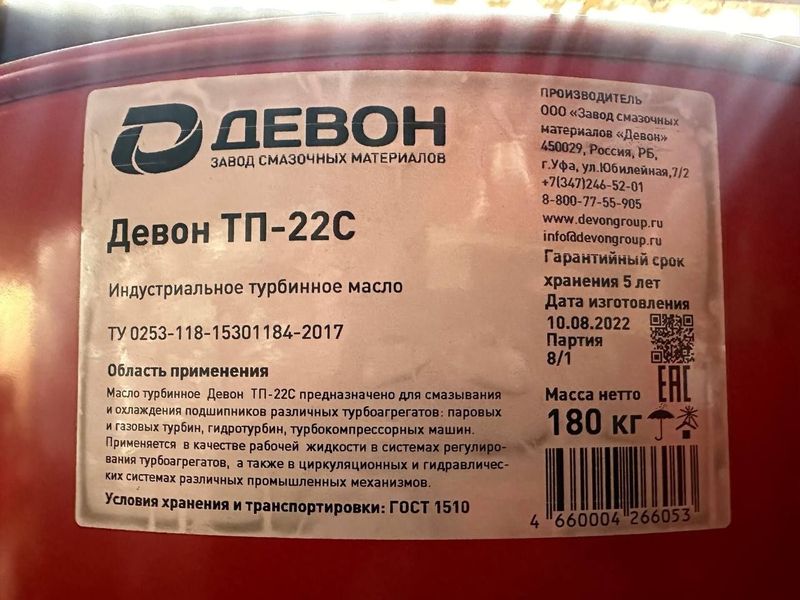 ДЕВОН
ЗАВОД СМАЗОЧНЫХ МАТЕРИАЛОВ
Девон ТП-22С
Индустриальное турбинное масло
ТУ 0253-118-15301184-2017
Область применения
Масло турбинное Девон ТП-22С предназначено для смазывания
и охлаждения подшипников различных турбоагрегатов: паровых
и газовых турбин, гидротурбин, турбокомпрессорных машин.
Применяется в качестве рабочей жидкости в системах регулиро-
вания турбоагрегатов, а также в циркуляционных и гидравличес-
ких системах различных промышленных механизмов.
Условия хранения и транспортировки: ГОСТ 1510
ПРОИЗВОДИТЕЛЬ
ООО «Завод смазочных
материалов «Девон»
450029, Россия, РБ,
г.Уфа, ул.Юбилейная,7/2
+7(347)246-52-01
8-800-77-55-905
www.devongroup.ru
info@devongroup.ru
Гарантийный срок
хранения 5 лет
Дата изготовления
10.08.2022
Партия
8/1
EAC
Масса нетто
180 кг
4 660004 266053